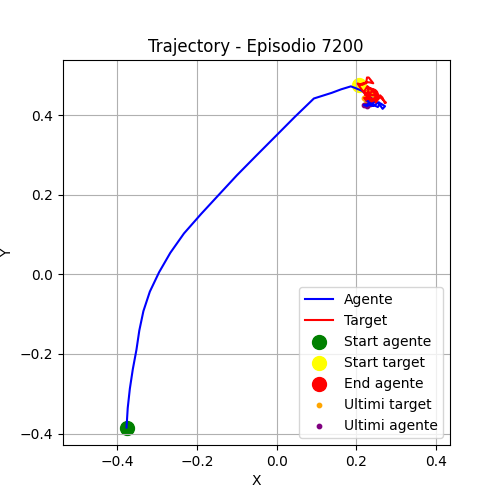 Trajectory - Episodio 7200
Y
0.4
0.2
0.0
−0.2
−0.4
−0.4
−0.2
0.0
0.2
0.4
X
Agente
Target
Start agente
Start target
End agente
Ultimi target
Ultimi agente